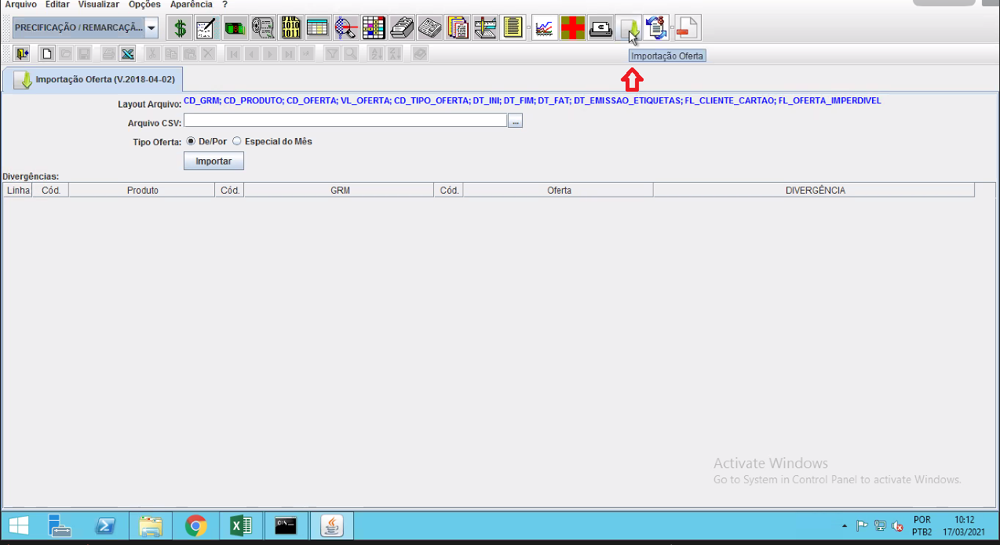 Arquivo Editar Visualizar Opções Aparência ?
PRECIFICAÇÃO / REMARCAÇÃ...
Importação Oferta
Importação Oferta (V.2018-04-02)
Layout Arquivo: CD_GRM; CD_PRODUTO; CD_OFERTA; VL_OFERTA; CD_TIPO_OFERTA; DT_INI; DT_FIM; DT_FAT; DT_EMISSAO_ETIQUETAS; FL_CLIENTE_CARTAO; FL_OFERTA_IMPERDIVEL
Arquivo CSV: ...
Tipo Oferta: De/Por Especial do Mês
Importar
Divergências:
Linha Cód. Produto Cód. GRM Cód. Oferta DIVERGÊNCIA
Activate Windows
Go to System in Control Panel to activate Windows.
POR 10:12
PTB2 17/03/2021